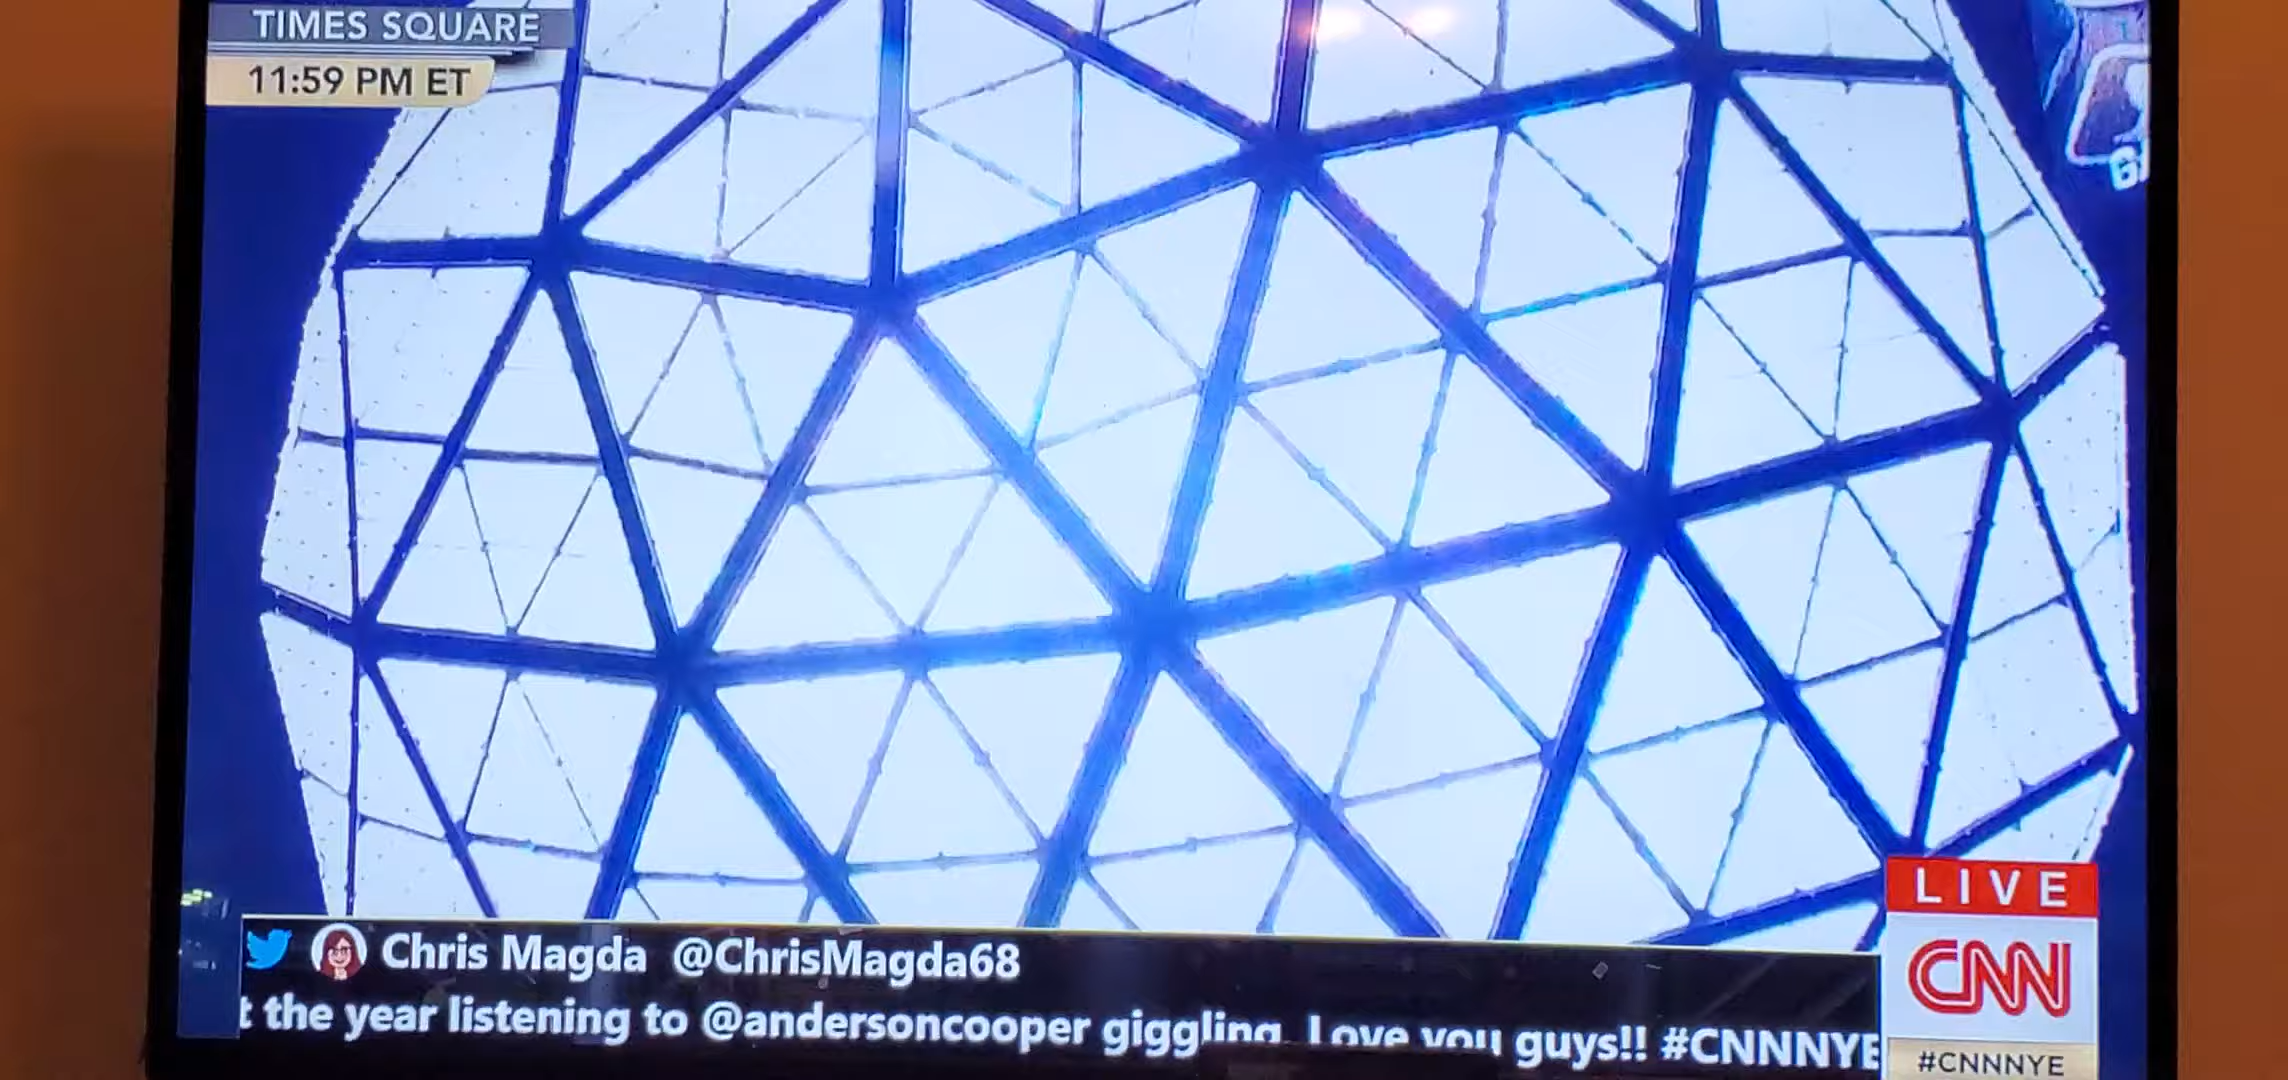 TIMES SQUARE
11:59 PM ET
Chris Magda @ChrisMagda68
the year listening to @andersoncooper giggling. Love you guys!! #CNNNYE
LIVE
CNN
#CNNNYE